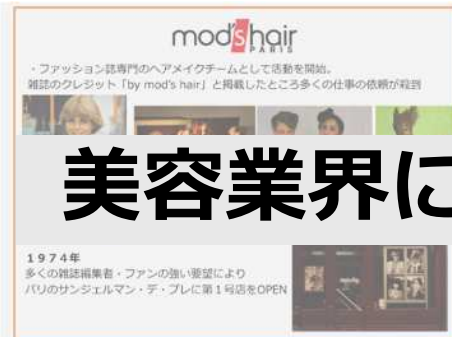 mod's hair
PARIS
・ファッション誌専門のヘアメイクチームとして活動を開始。
雑誌のクレジット「by mod's hair」と掲載したところ多くの仕事の依頼が殺到
美容業界に
1974年
多くの雑誌編集者・ファンの強い要望により
パリのサンジェルマン・デ・プレに第1号店をOPEN